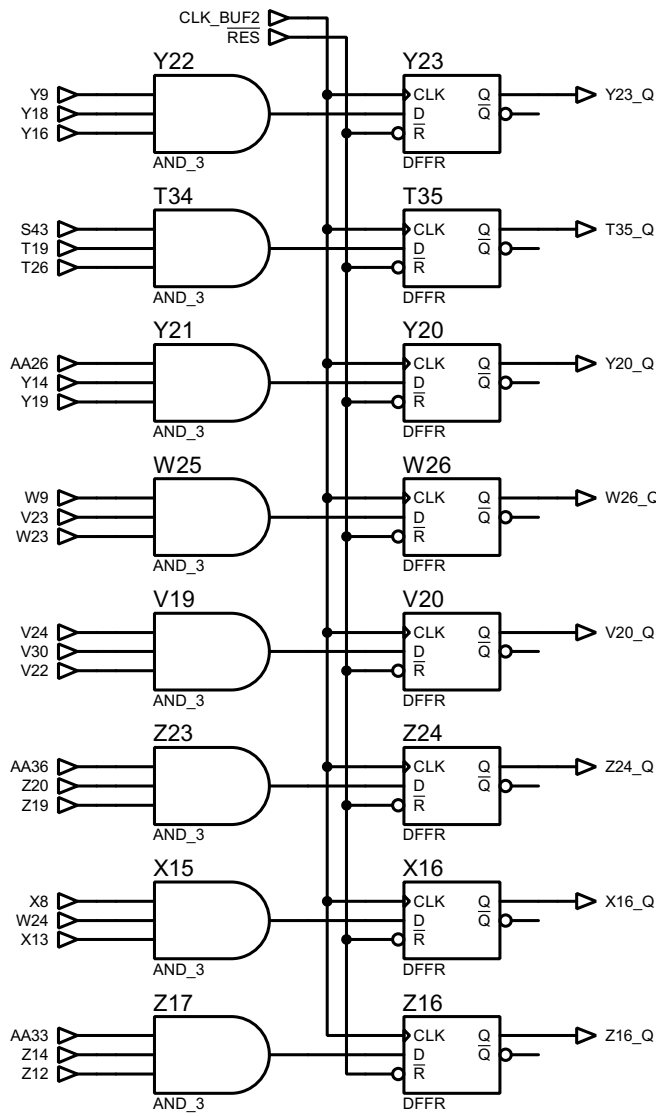 CLK_BUF2
RES
Y22 Y23
Y9 CLK Q Y23_Q
Y18 D Q
Y16 R
AND_3 DFFR
T34 T35
S43 CLK Q T35_Q
T19 D Q
T26 R
AND_3 DFFR
Y21 Y20
AA26 CLK Q Y20_Q
Y14 D Q
Y19 R
AND_3 DFFR
W25 W26
W9 CLK Q W26_Q
V23 D Q
W23 R
AND_3 DFFR
V19 V20
V24 CLK Q V20_Q
V30 D Q
V22 R
AND_3 DFFR
Z23 Z24
AA36 CLK Q Z24_Q
Z20 D Q
Z19 R
AND_3 DFFR
X15 X16
X8 CLK Q X16_Q
W24 D Q
X13 R
AND_3 DFFR
Z17 Z16
AA33 CLK Q Z16_Q
Z14 D Q
Z12 R
AND_3 DFFR